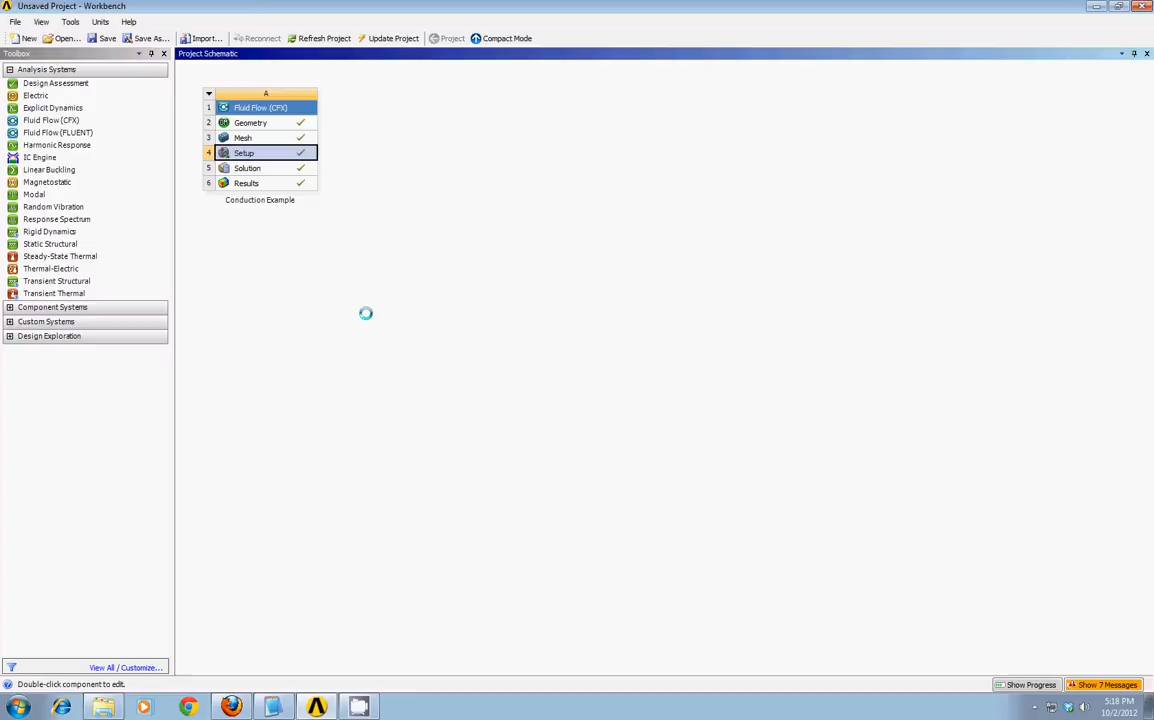 Unsaved Project - Workbench
File View Tools Units Help
New Open... Save Save As... Import... Reconnect Refresh Project Update Project Project Compact Mode
Toolbox
Project Schematic
Analysis Systems
Design Assessment
Electric
Explicit Dynamics
Fluid Flow (CFX)
Fluid Flow (FLUENT)
Harmonic Response
IC Engine
Linear Buckling
Magnetostatic
Modal
Random Vibration
Response Spectrum
Rigid Dynamics
Static Structural
Steady-State Thermal
Thermal-Electric
Transient Structural
Transient Thermal
Component Systems
Custom Systems
Design Exploration
A
1 Fluid Flow (CFX)
2 Geometry
3 Mesh
4 Setup
5 Solution
6 Results
Conduction Example
View All / Customize...
Double-click component to edit.
Show Progress
Show 7 Messages
5:18 PM
10/2/2012